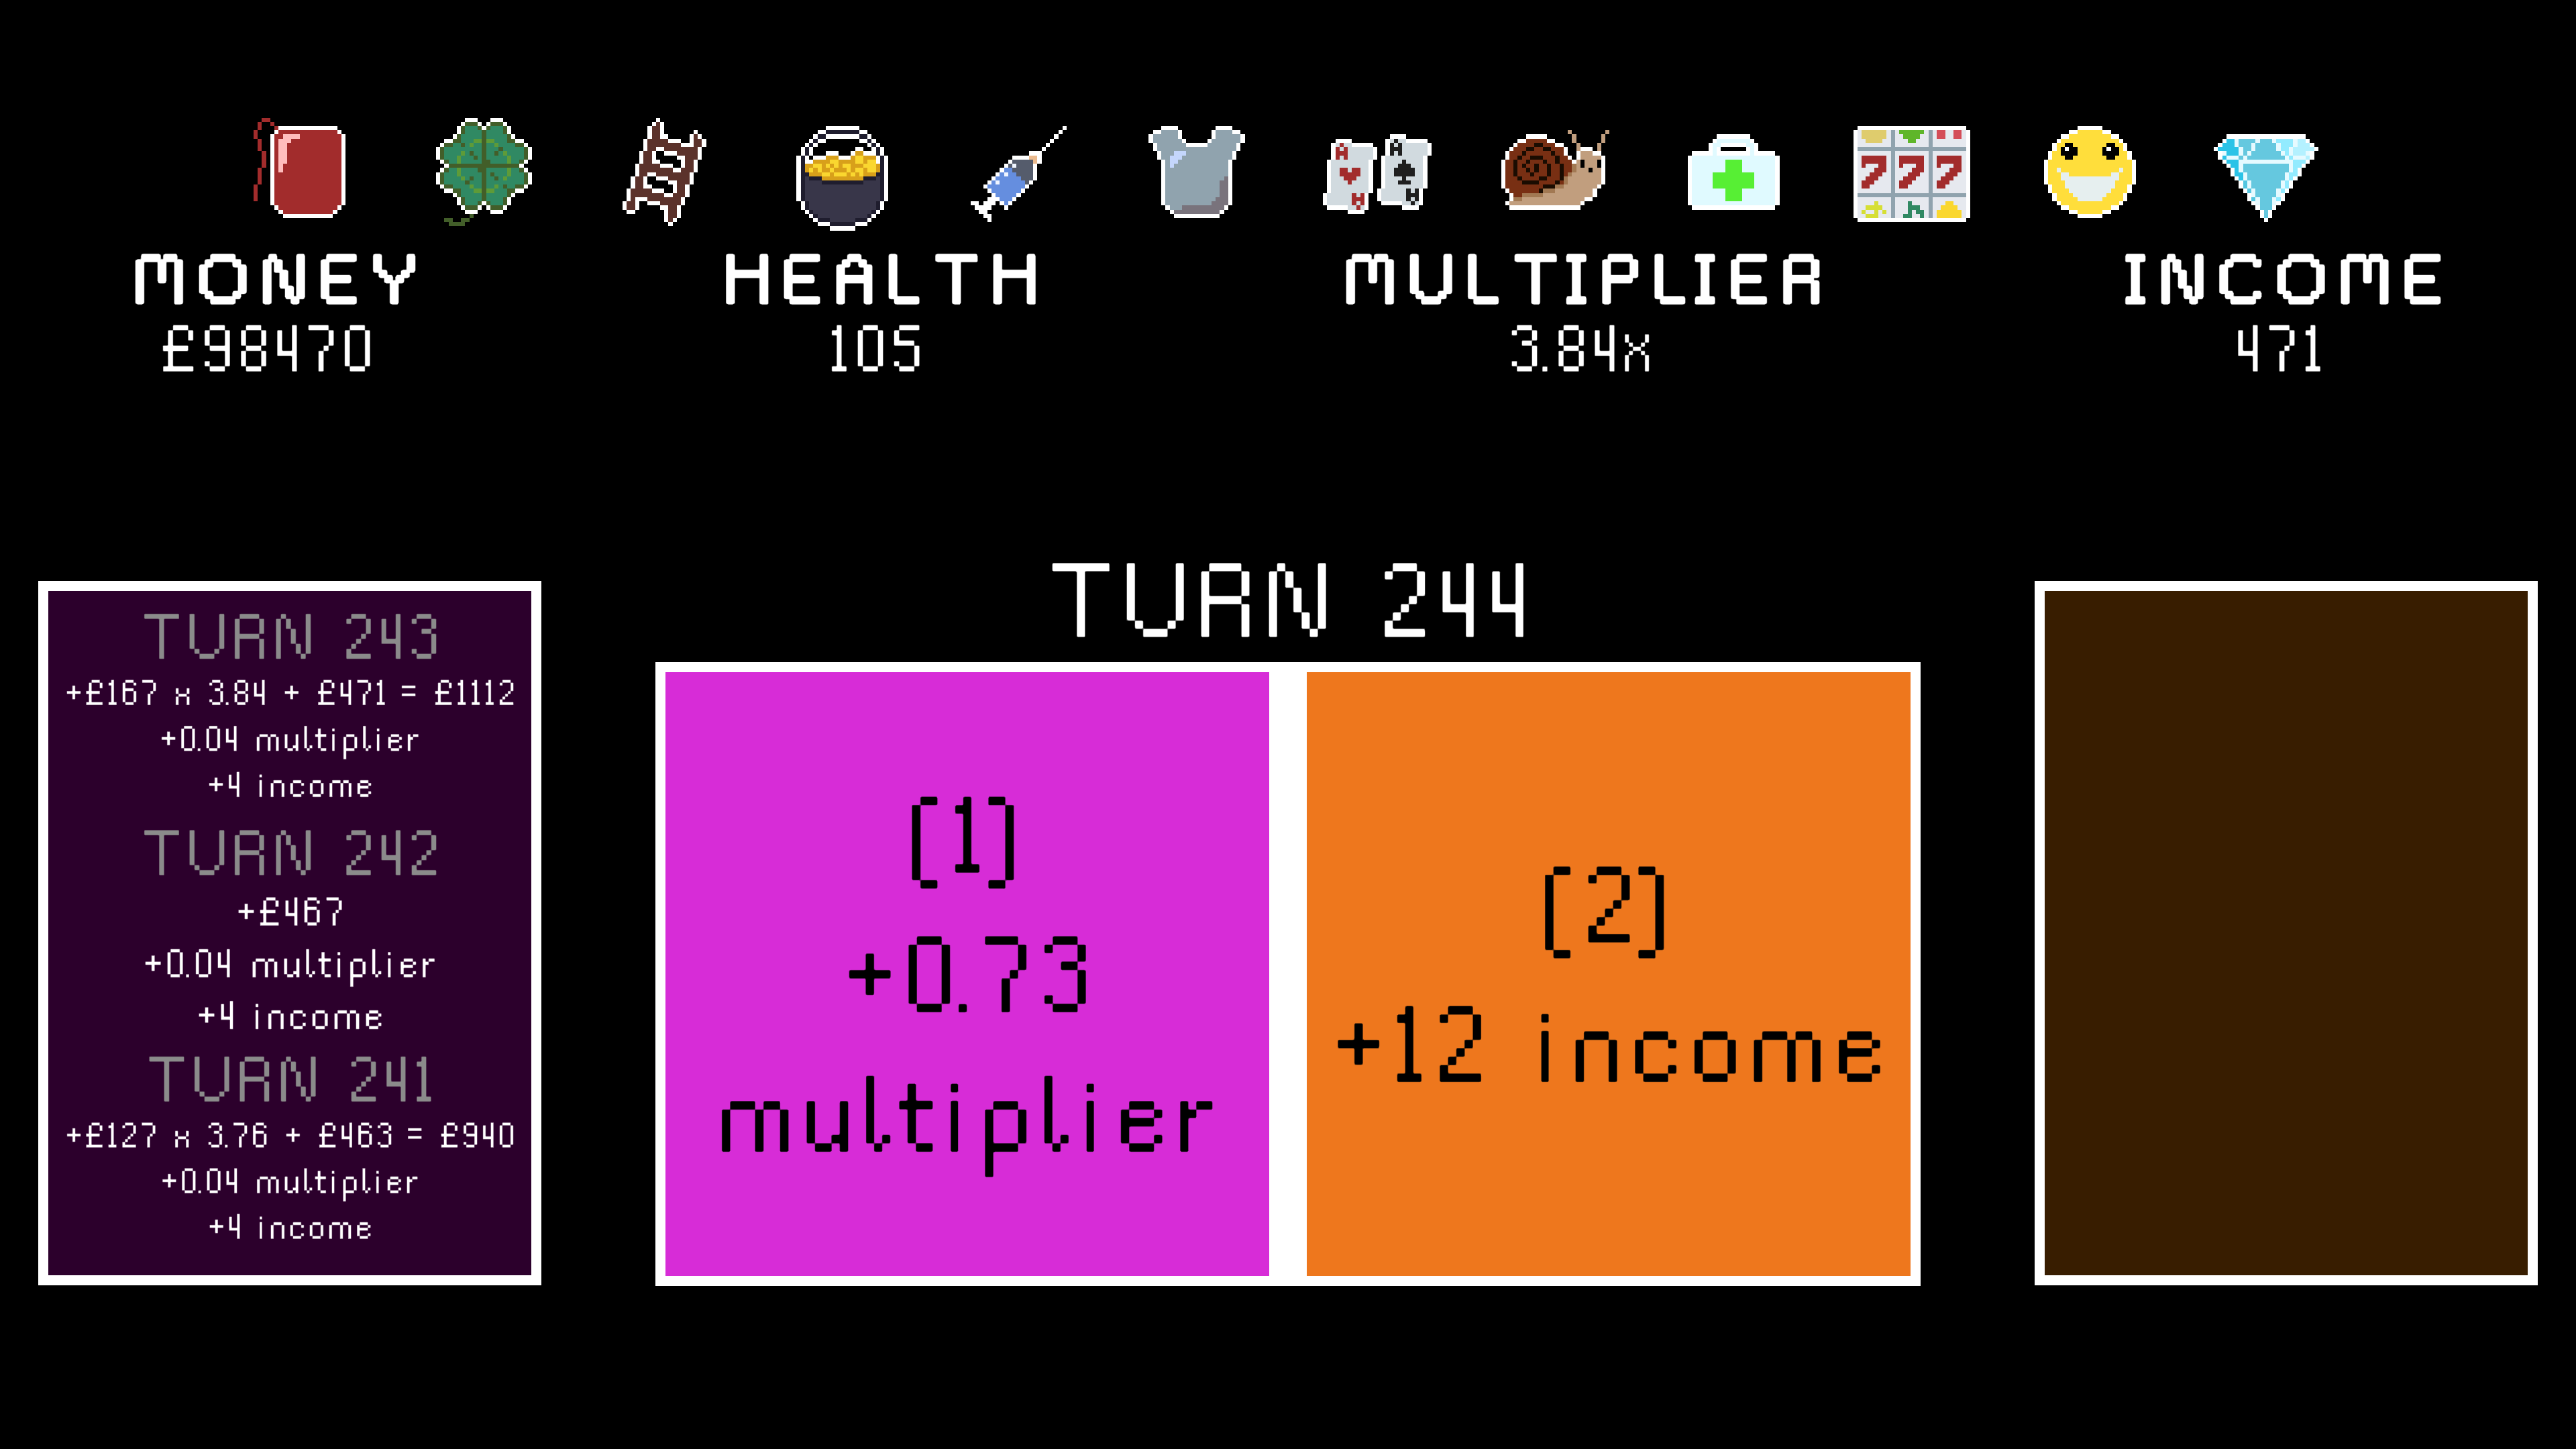 777
MONEY
£98470
HEALTH
105
MULTIPLIER
3.84x
INCOME
471
TURN 243
+£167 x 3.84 + £471 = £1112
+0.04 multiplier
+4 income
TURN 242
+£467
+0.04 multiplier
+4 income
TURN 241
+£127 x 3.76 + £463 = £940
+0.04 multiplier
+4 income
TURN 244
(1)
+0.73
multiplier
(2)
+12 income